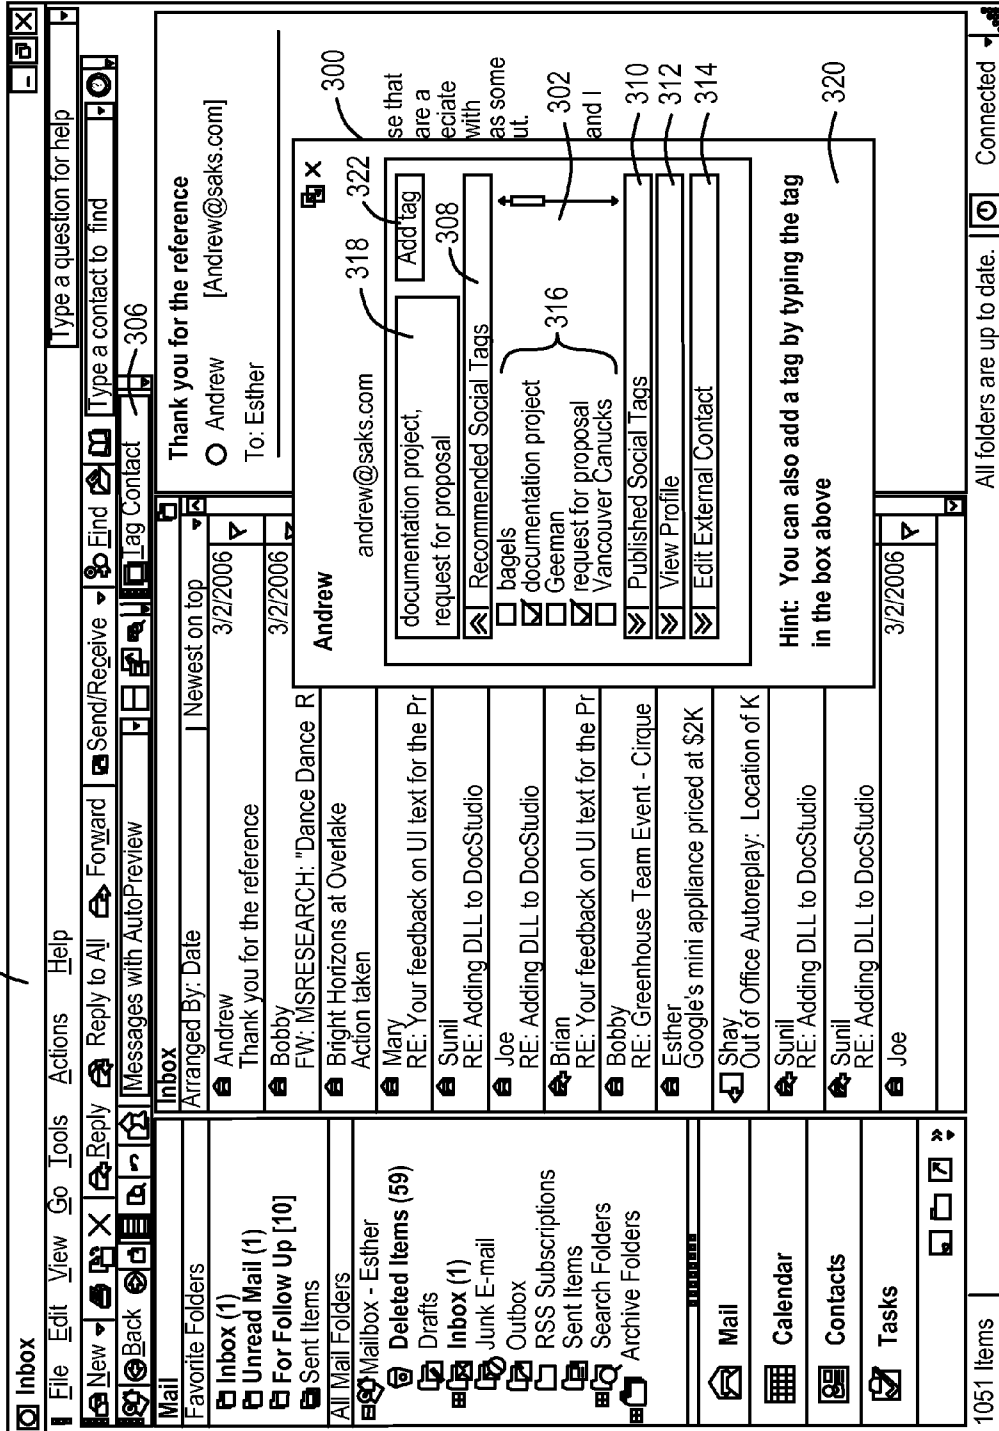 Inbox
File Edit View Go Tools Actions Help
Type a question for help
New Reply Reply to All Forward Send/Receive Find Type a contact to find
Back Messages with AutoPreview Tag Contact
306
Mail
Favorite Folders
Inbox (1)
Unread Mail (1)
For Follow Up [10]
Sent Items
All Mail Folders
Mailbox - Esther
Deleted Items (59)
Drafts
Inbox (1)
Junk E-mail
Outbox
RSS Subscriptions
Sent Items
Search Folders
Archive Folders
Mail
Calendar
Contacts
Tasks
Inbox
Arranged By: Date Newest on top
Andrew 3/2/2006
Thank you for the reference
Bobby 3/2/2006
FW: MSRESEARCH: "Dance Dance R
Bright Horizons at Overlake
Action taken
Mary
RE: Your feedback on UI text for the Pr
Sunil
RE: Adding DLL to DocStudio
Joe
RE: Adding DLL to DocStudio
Brian
RE: Your feedback on UI text for the Pr
Bobby
RE: Greenhouse Team Event - Cirque
Esther
Google's mini appliance priced at $2K
Shay
Out of Office Autoreplay: Location of K
Sunil
RE: Adding DLL to DocStudio
Sunil
RE: Adding DLL to DocStudio
Joe 3/2/2006
Thank you for the reference
Andrew [Andrew@saks.com]
To: Esther
300
se that
are a
eciate
with
as some
ut.
and I
Andrew
andrew@saks.com
318
322
documentation project,
request for proposal
Add tag
308
Recommended Social Tags
bagels
documentation project
Geeman
request for proposal
Vancouver Canucks
316
302
Published Social Tags
310
View Profile
312
Edit External Contact
314
Hint: You can also add a tag by typing the tag
in the box above
320
1051 Items All folders are up to date. Connected